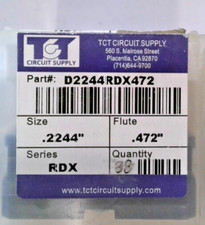 TCT
CIRCUIT SUPPLY
TCT CIRCUIT SUPPLY
560 S. Melrose Street
Placentia, CA 92870
(714)644-9700
Part#: D2244RDX472
Size
Flute
.2244"
.472"
Series
Quantity
RDX
www.tctcircuitsupply.com